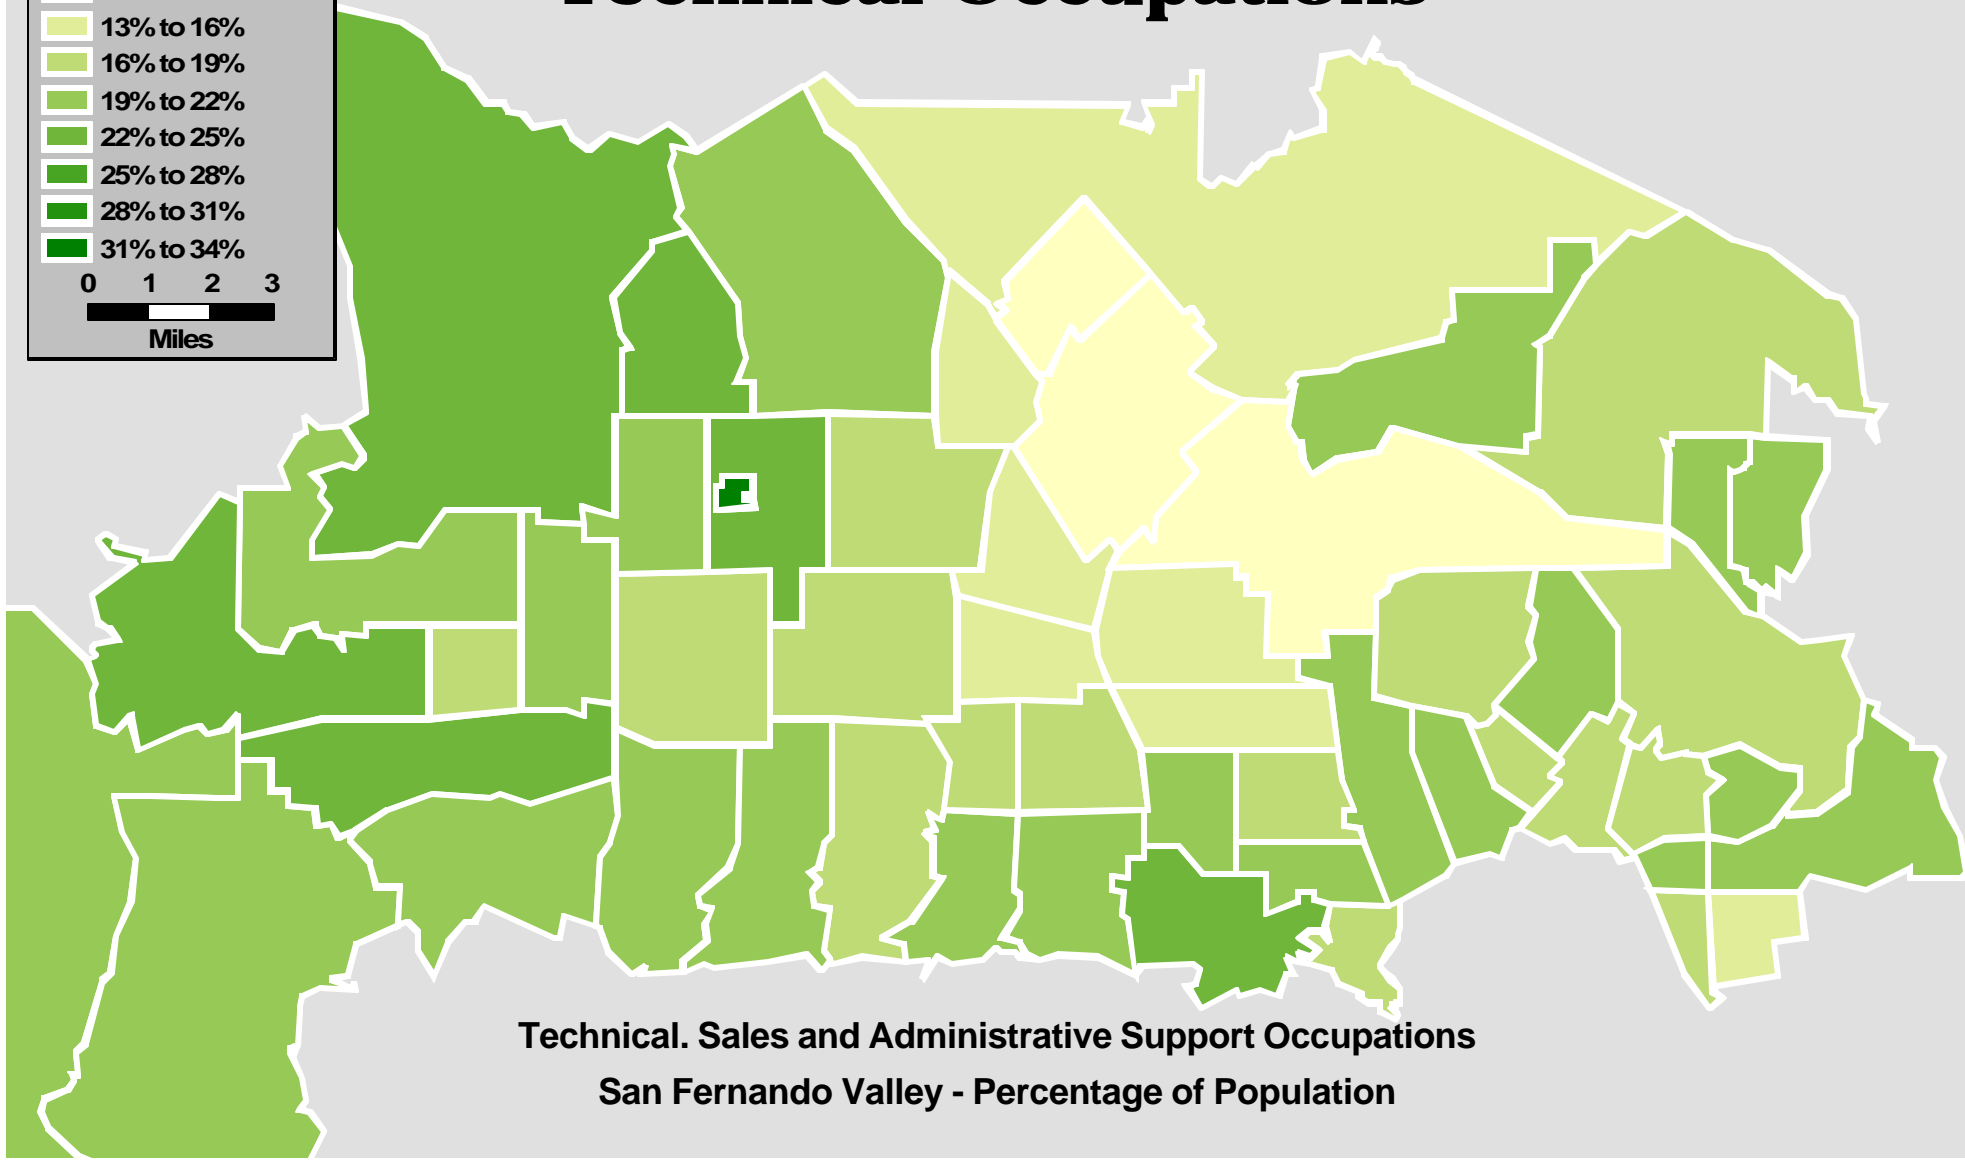 Technical Occupations
13% to 16%
16% to 19%
19% to 22%
22% to 25%
25% to 28%
28% to 31%
31% to 34%
0 1 2 3
Miles
Technical. Sales and Administrative Support Occupations
San Fernando Valley - Percentage of Population